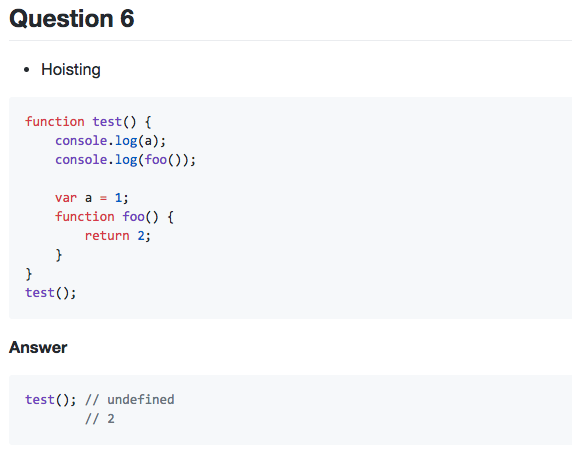 Question 6
• Hoisting
function test() {
    console.log(a);
    console.log(foo());

    var a = 1;
    function foo() {
        return 2;
    }
}
test();
Answer
test(); // undefined
        // 2